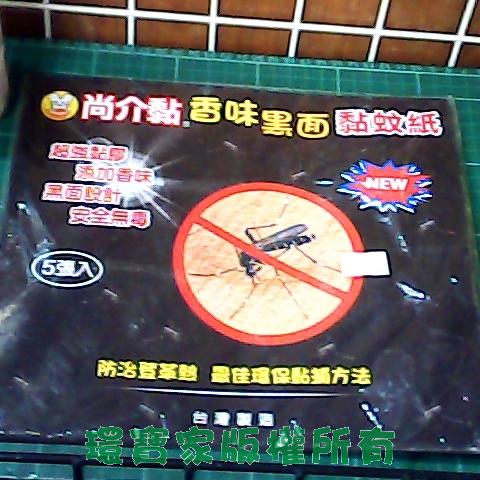 尚介黏 香味黑面 黏蚊紙
超強黏膠
添加香味
黑面設計
安全無毒
NEW
5張入
防治登革熱 最佳環保黏捕方法
台灣製造
環寶家版權所有